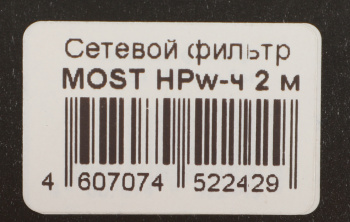 Сетевой фильтр
MOST HPw-ч 2 м
4 607074 522429